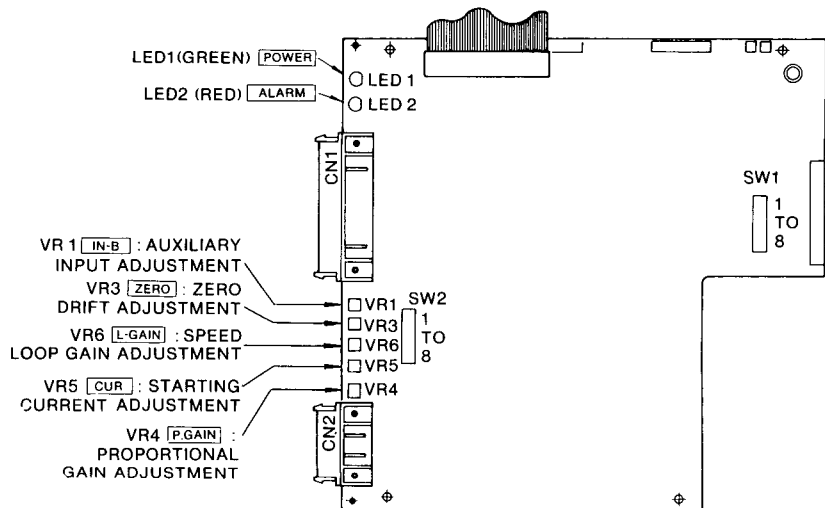 LED1(GREEN) POWER
LED 1
LED2 (RED) ALARM
LED 2
CN1
SW1
1
TO
8
VR 1 IN-B : AUXILIARY
INPUT ADJUSTMENT
VR3 ZERO : ZERO
DRIFT ADJUSTMENT
VR6 L-GAIN : SPEED
LOOP GAIN ADJUSTMENT
VR5 CUR : STARTING
CURRENT ADJUSTMENT
VR4 P.GAIN :
PROPORTIONAL
GAIN ADJUSTMENT
VR1
VR3
VR6
VR5
VR4
SW2
1
TO
8
CN2